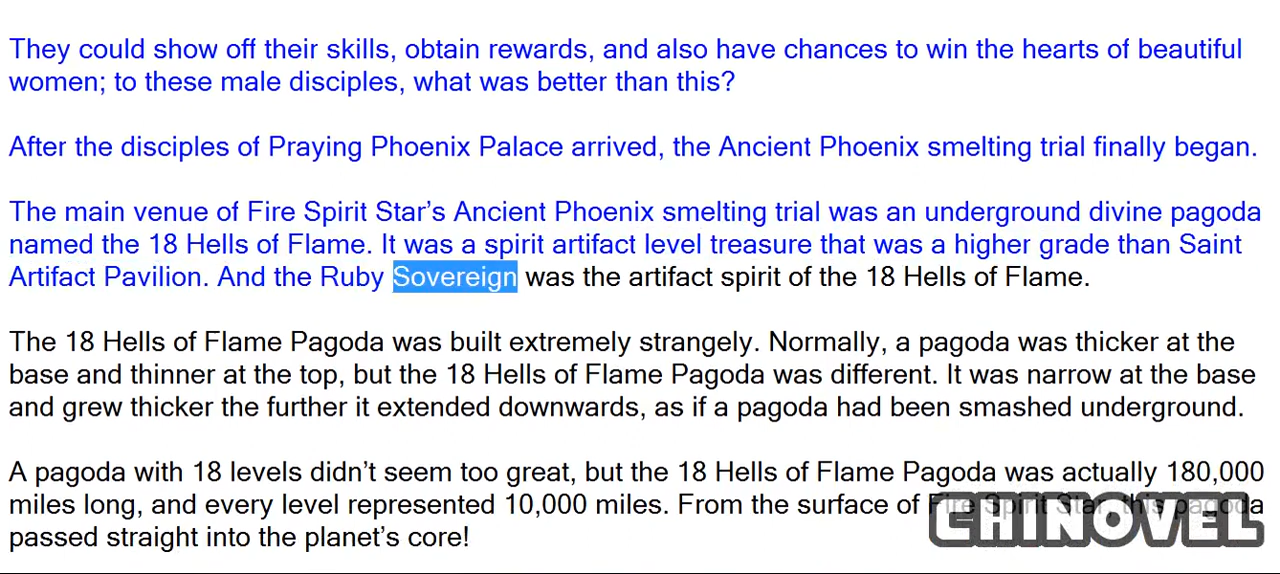 They could show off their skills, obtain rewards, and also have chances to win the hearts of beautiful
women; to these male disciples, what was better than this?
After the disciples of Praying Phoenix Palace arrived, the Ancient Phoenix smelting trial finally began.
The main venue of Fire Spirit Star’s Ancient Phoenix smelting trial was an underground divine pagoda
named the 18 Hells of Flame. It was a spirit artifact level treasure that was a higher grade than Saint
Artifact Pavilion. And the Ruby Sovereign was the artifact spirit of the 18 Hells of Flame.
The 18 Hells of Flame Pagoda was built extremely strangely. Normally, a pagoda was thicker at the
base and thinner at the top, but the 18 Hells of Flame Pagoda was different. It was narrow at the base
and grew thicker the further it extended downwards, as if a pagoda had been smashed underground.
A pagoda with 18 levels didn’t seem too great, but the 18 Hells of Flame Pagoda was actually 180,000
miles long, and every level represented 10,000 miles. From the surface of Fire Spirit Star, this pagoda
passed straight into the planet’s core!
CHINOVEL